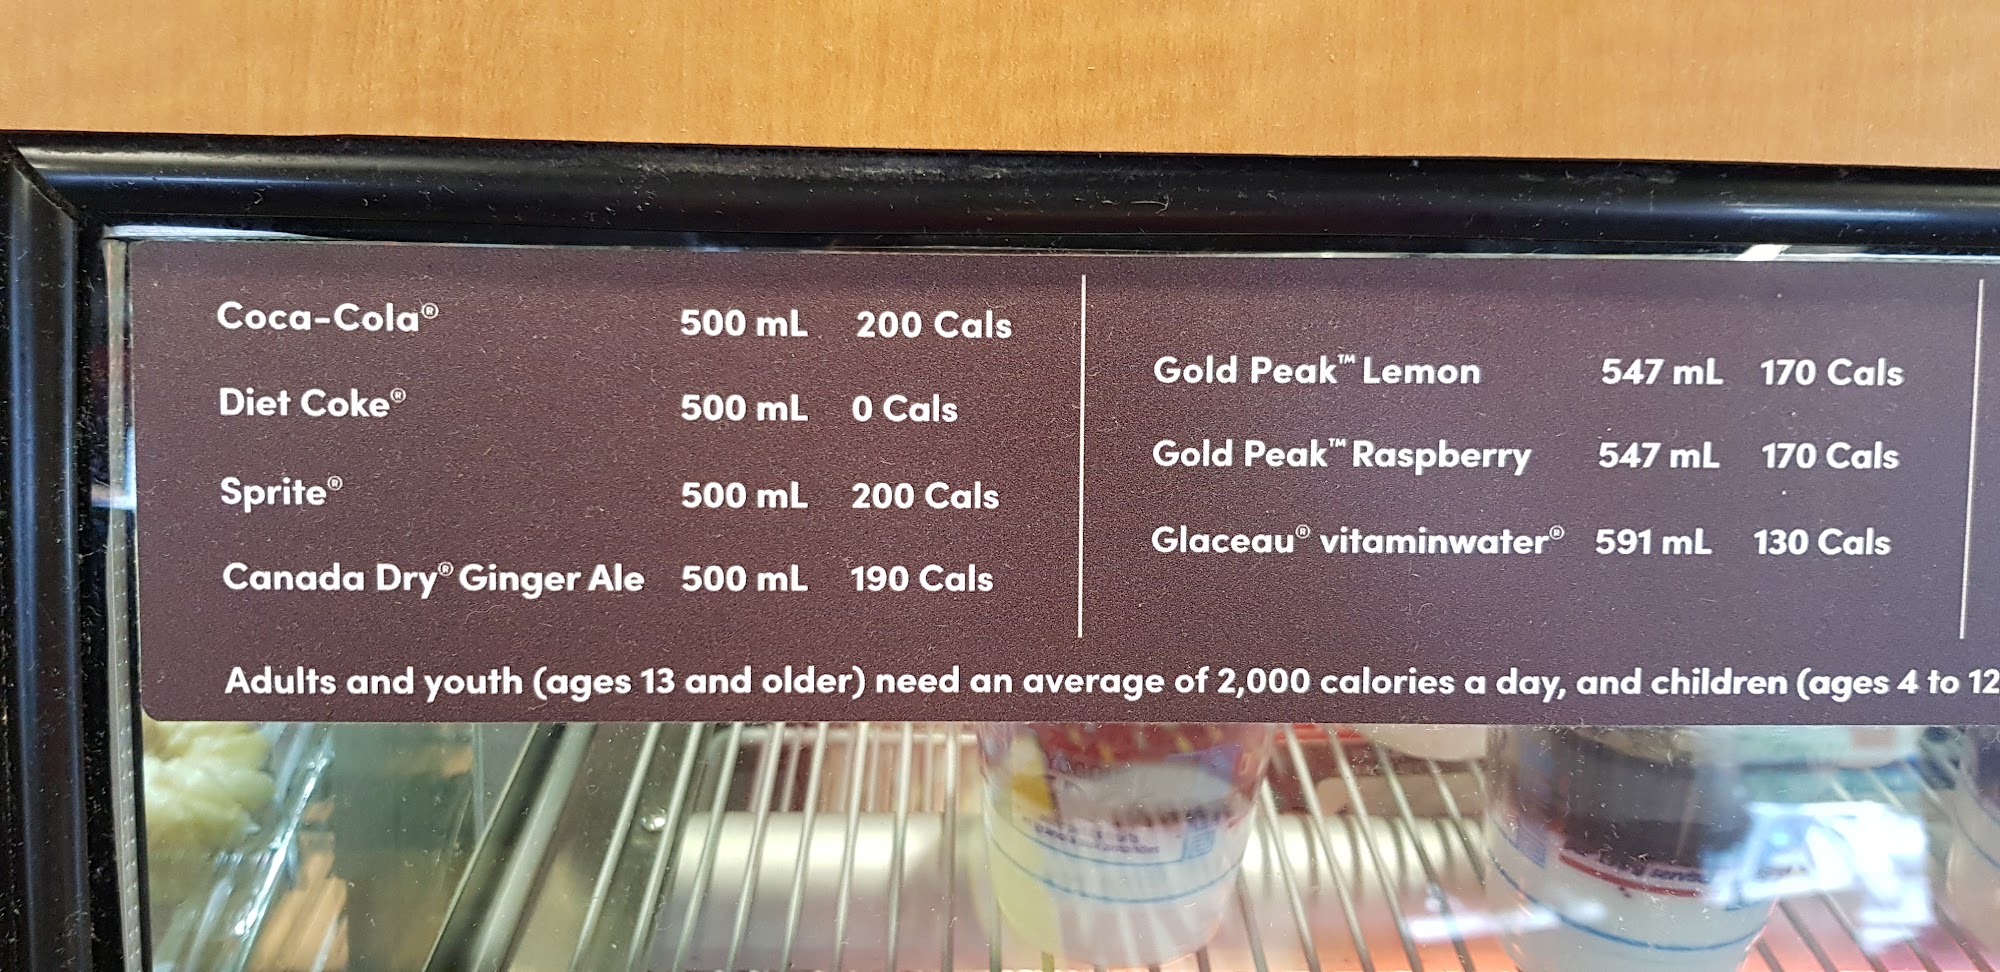 Coca-Cola® 500 mL 200 Cals
Diet Coke® 500 mL 0 Cals
Sprite® 500 mL 200 Cals
Canada Dry® Ginger Ale 500 mL 190 Cals
Gold Peak™ Lemon 547 mL 170 Cals
Gold Peak™ Raspberry 547 mL 170 Cals
Glaceau® vitaminwater® 591 mL 130 Cals
Adults and youth (ages 13 and older) need an average of 2,000 calories a day, and children (ages 4 to 12